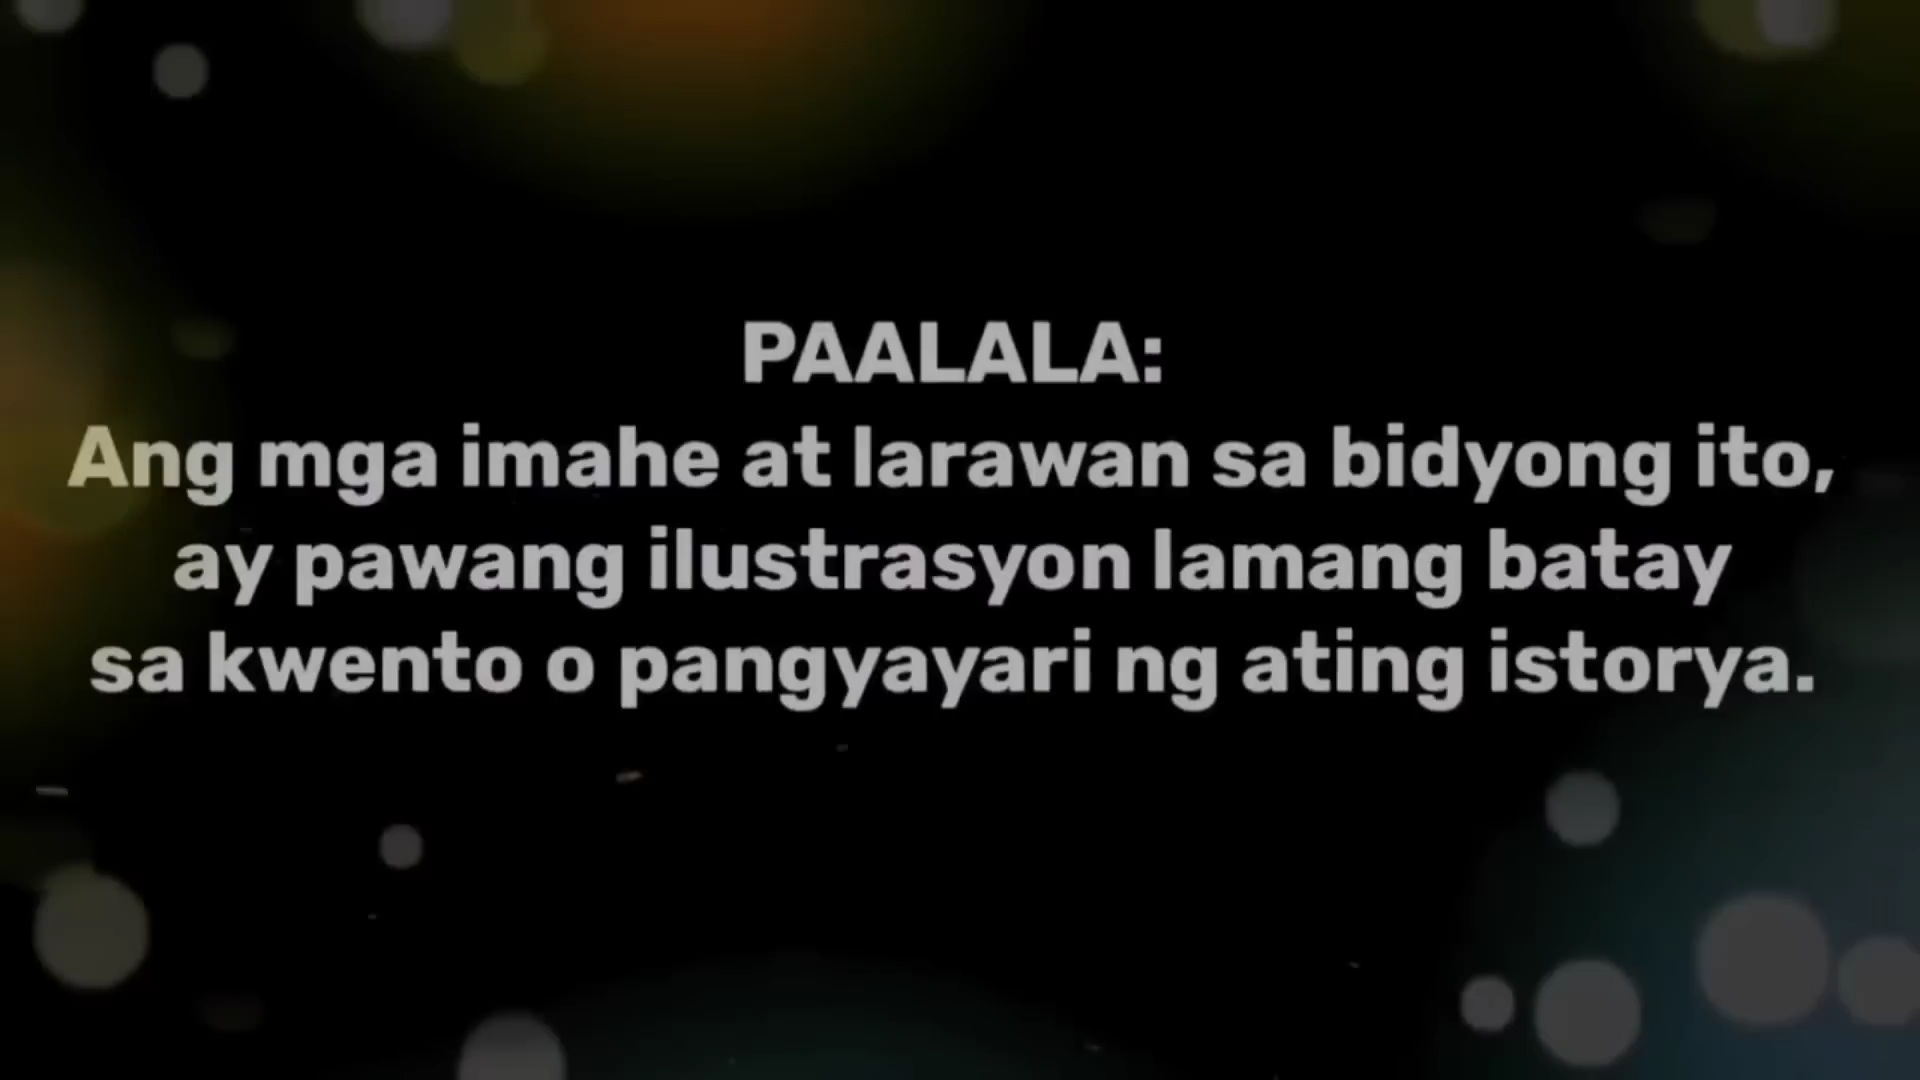 PAALALA:
Ang mga imahe at larawan sa bidyong ito,
ay pawang ilustrasyon lamang batay
sa kwento o pangyayari ng ating istorya.